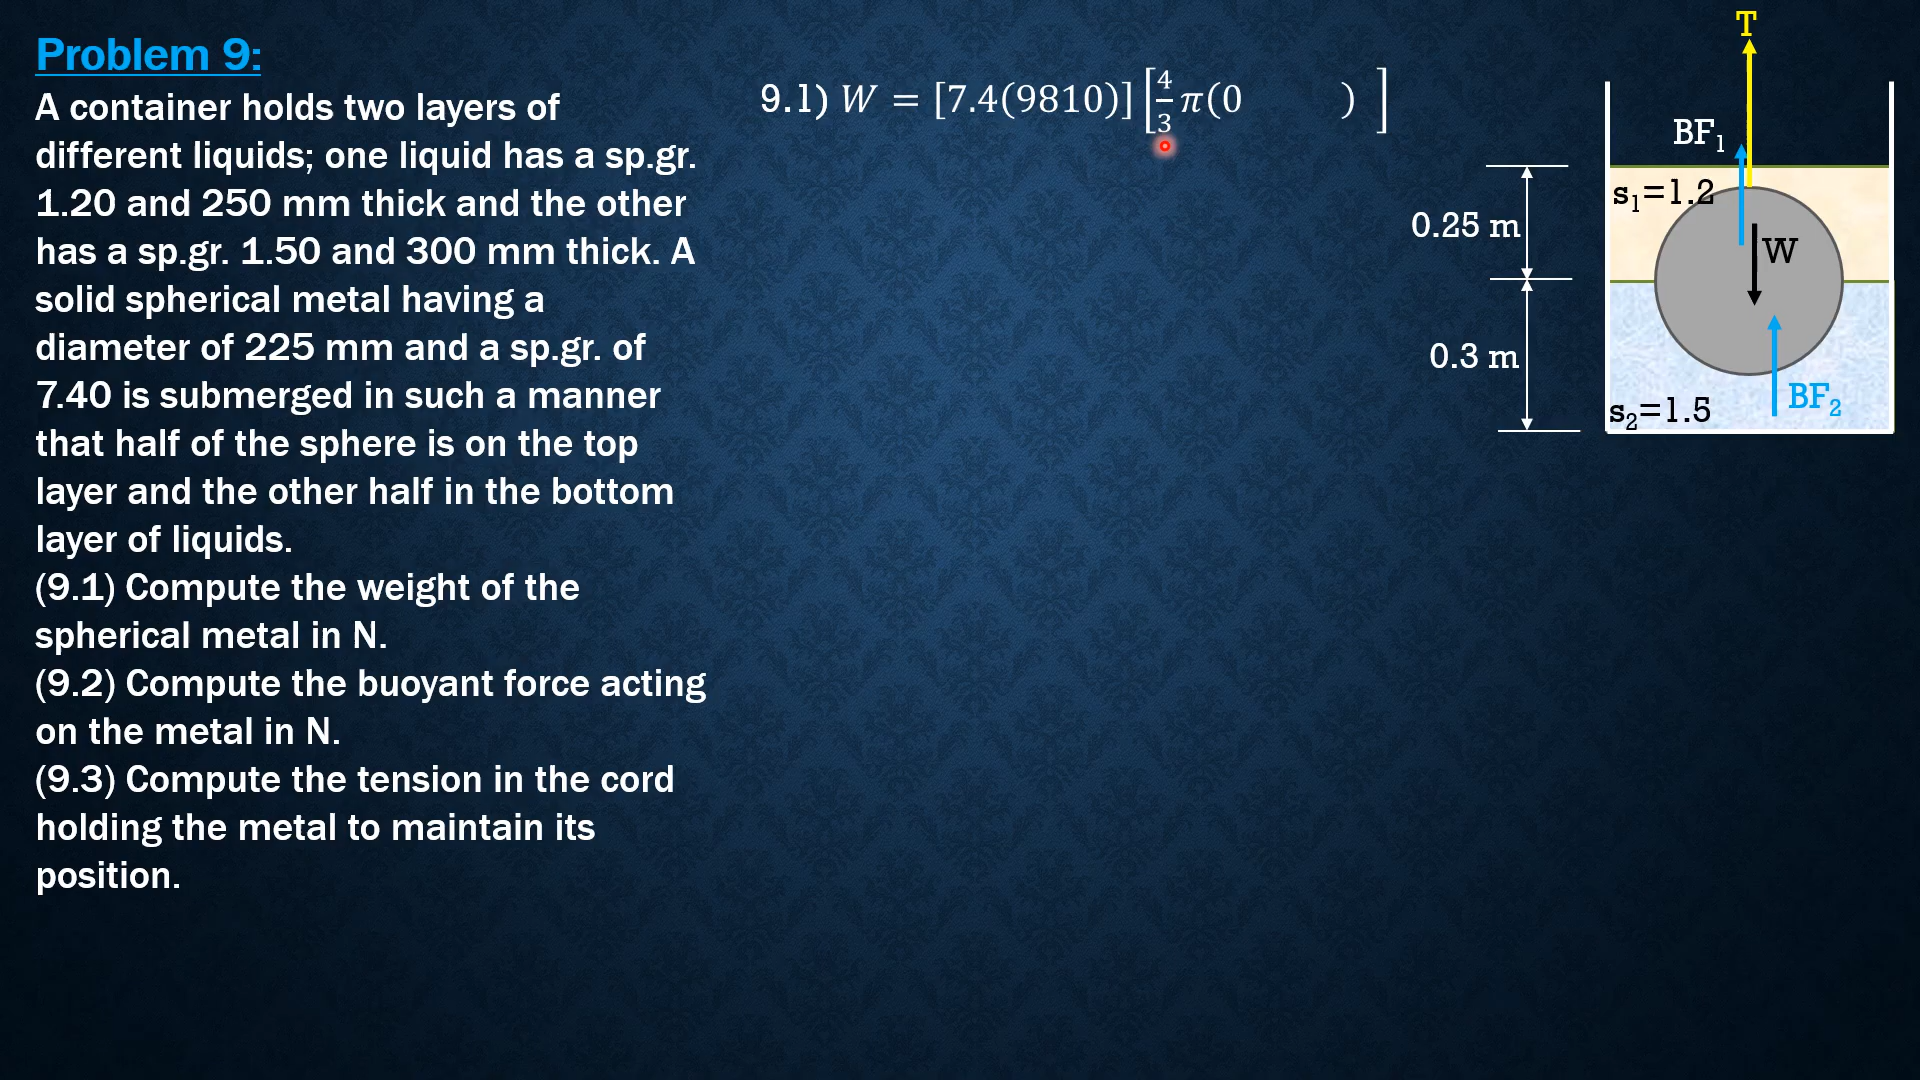 Problem 9:
A container holds two layers of
different liquids; one liquid has a sp.gr.
1.20 and 250 mm thick and the other
has a sp.gr. 1.50 and 300 mm thick. A
solid spherical metal having a
diameter of 225 mm and a sp.gr. of
7.40 is submerged in such a manner
that half of the sphere is on the top
layer and the other half in the bottom
layer of liquids.
(9.1) Compute the weight of the
spherical metal in N.
(9.2) Compute the buoyant force acting
on the metal in N.
(9.3) Compute the tension in the cord
holding the metal to maintain its
position.
9.1) W = [7.4(9810)] [4/3 π(0 ) ]
T
BF₁
s₁=1.2
0.25 m
W
0.3 m
BF₂
s₂=1.5